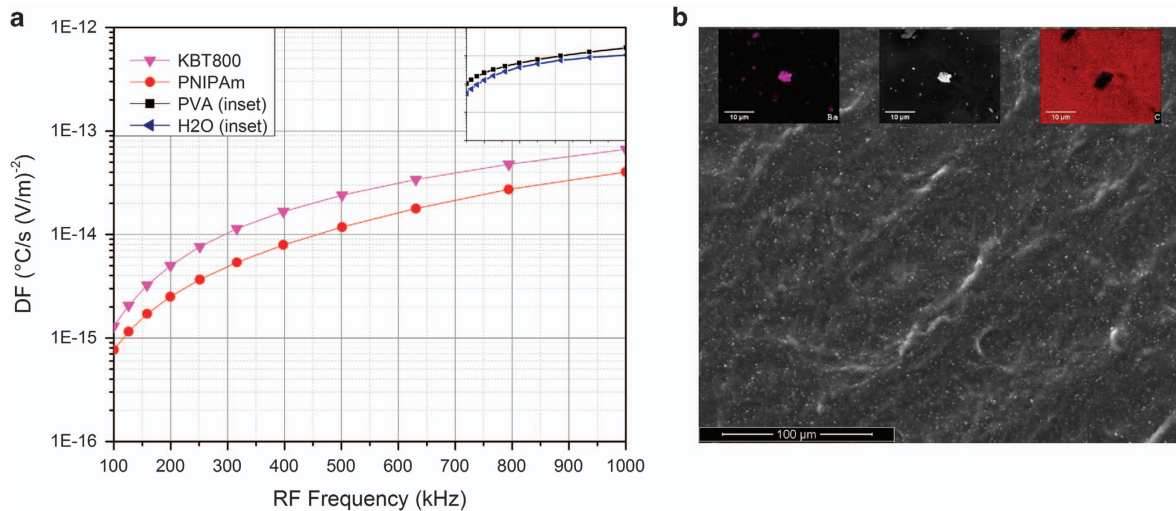 a
1E-12
1E-13
1E-14
1E-15
1E-16
DF (°C/s (V/m)-2
KBT800
PNIPAm
PVA (inset)
H2O (inset)
100 200 300 400 500 600 700 800 900 1000
RF Frequency (kHz)
b
10 µm
Ba
10 µm
10 µm
C
100 µm